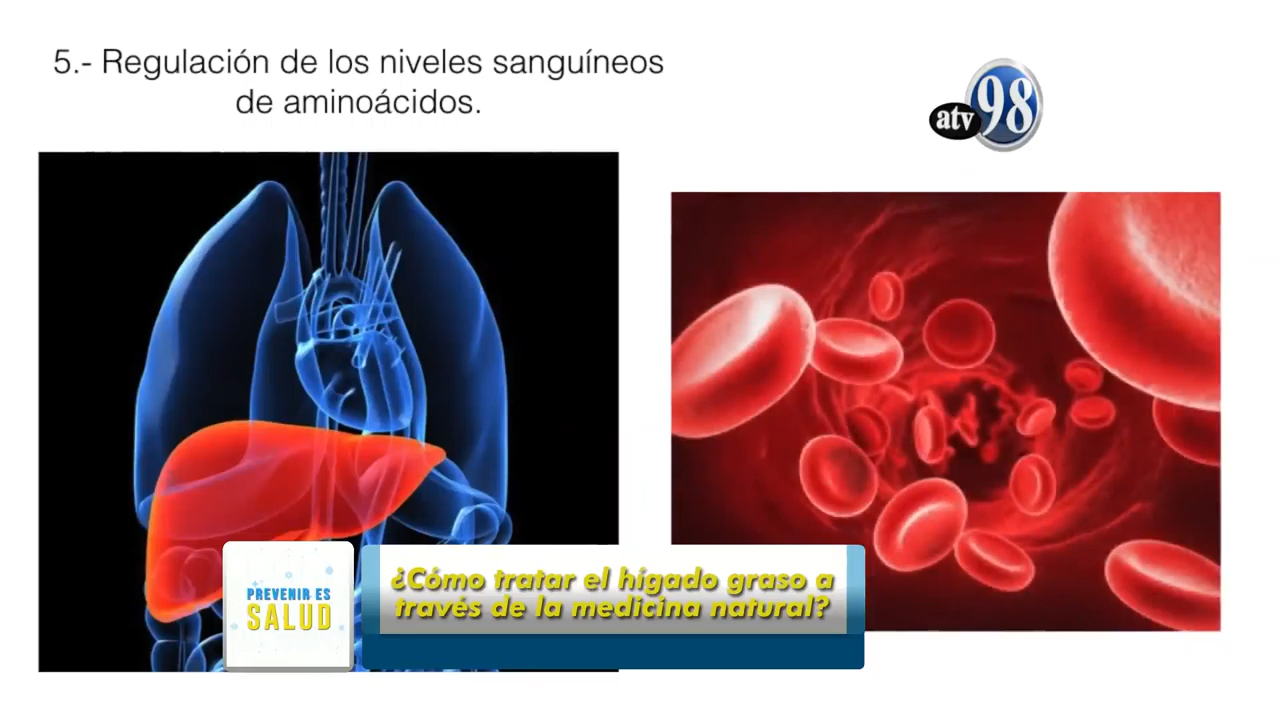 5.- Regulación de los niveles sanguíneos
de aminoácidos.
atv 98
PREVENIR ES
SALUD
¿Cómo tratar el hígado graso a
través de la medicina natural?